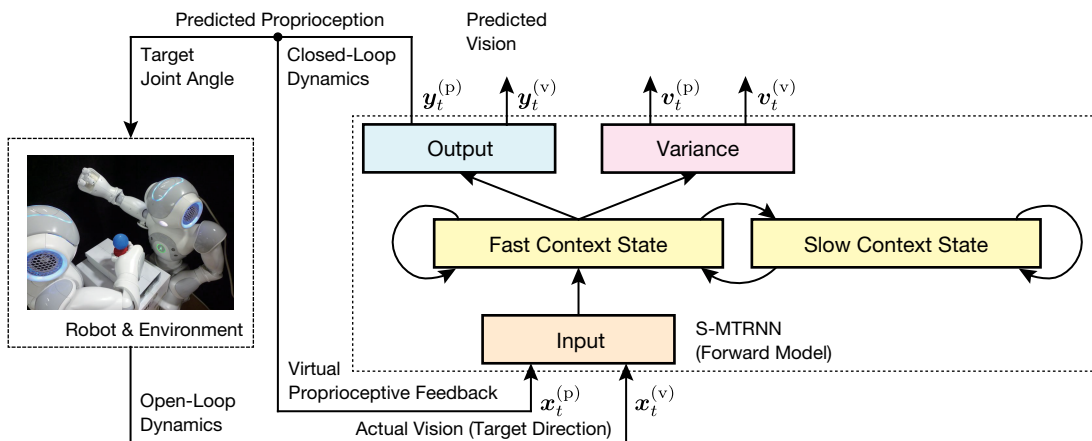 Predicted Proprioception
Predicted
Vision
Target
Joint Angle
Closed-Loop
Dynamics
y_t^(p)
y_t^(v)
v_t^(p)
v_t^(v)
Output
Variance
Fast Context State
Slow Context State
Robot & Environment
Input
S-MTRNN
(Forward Model)
Virtual
Proprioceptive Feedback
x_t^(p)
x_t^(v)
Open-Loop
Dynamics
Actual Vision (Target Direction)